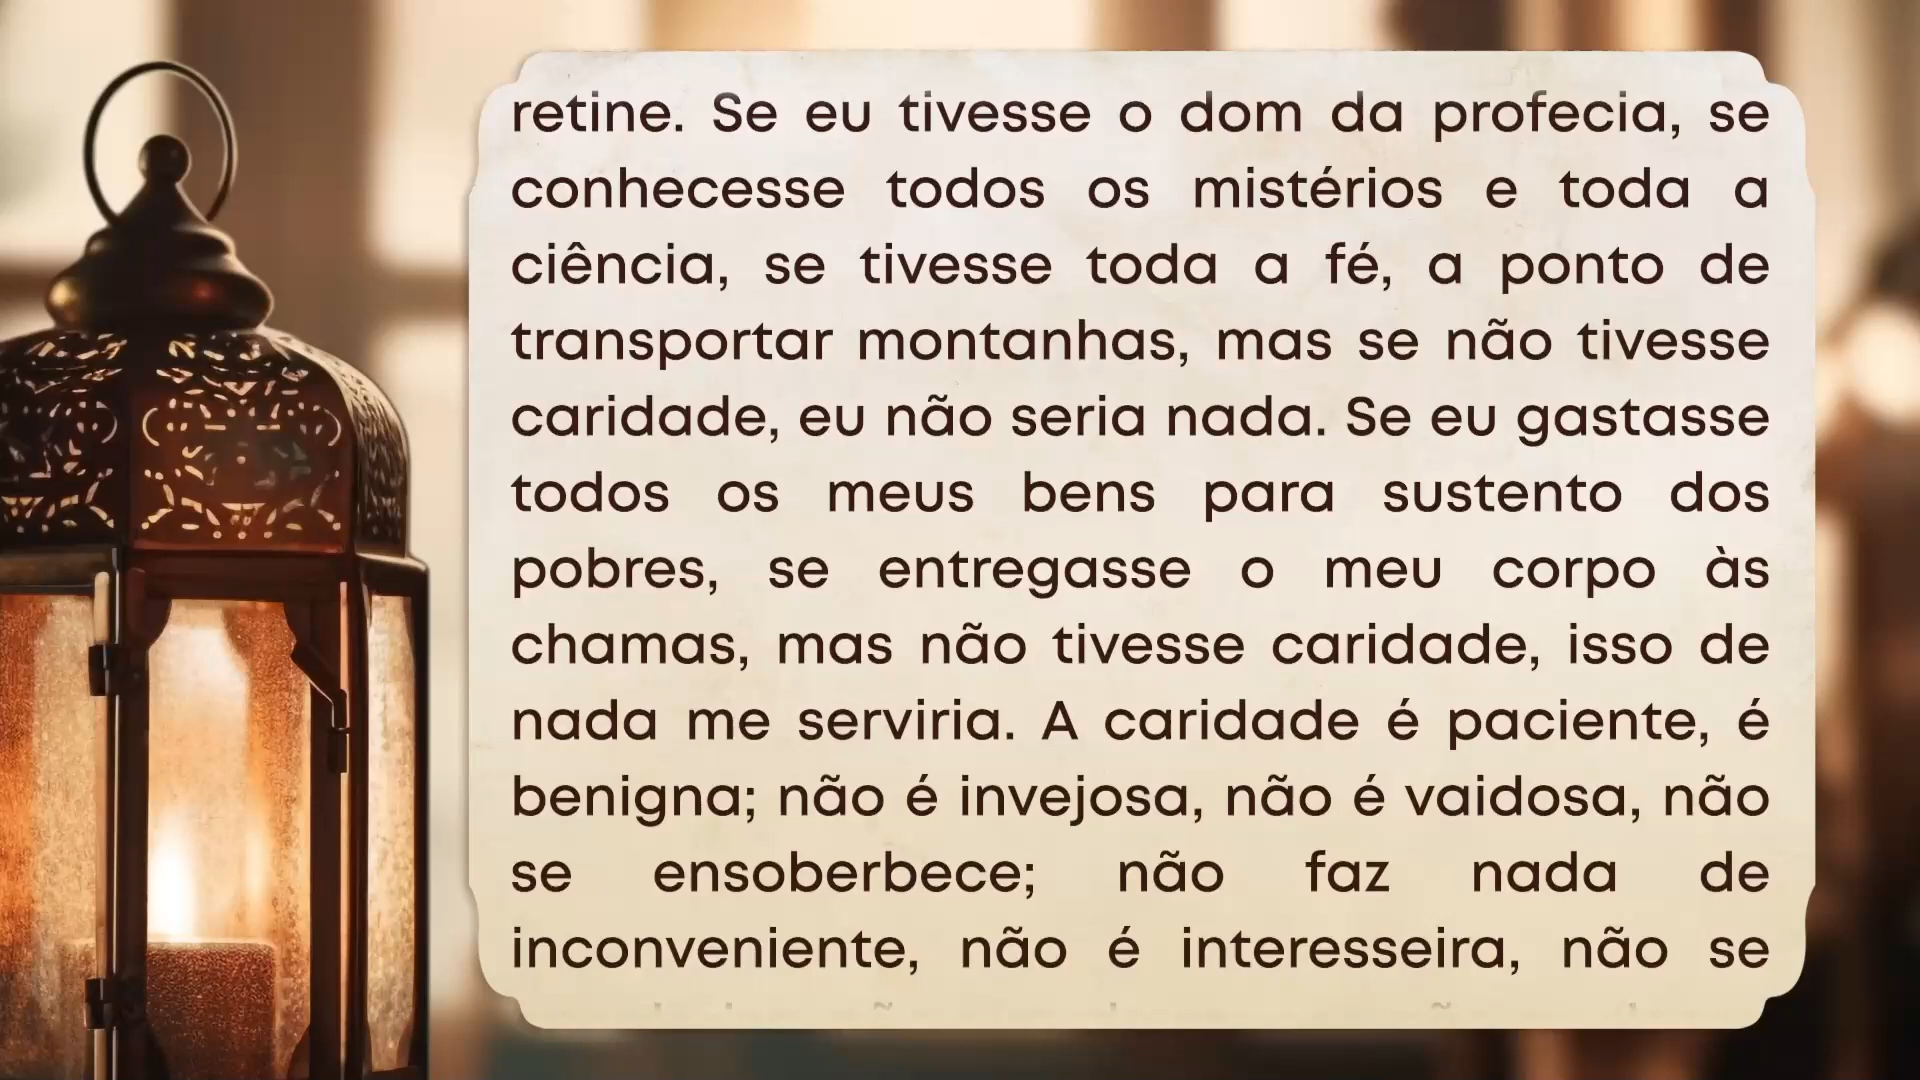 retine. Se eu tivesse o dom da profecia, se
conhecesse todos os mistérios e toda a
ciência, se tivesse toda a fé, a ponto de
transportar montanhas, mas se não tivesse
caridade, eu não seria nada. Se eu gastasse
todos os meus bens para sustento dos
pobres, se entregasse o meu corpo às
chamas, mas não tivesse caridade, isso de
nada me serviria. A caridade é paciente, é
benigna; não é invejosa, não é vaidosa, não
se ensoberbece; não faz nada de
inconveniente, não é interesseira, não se